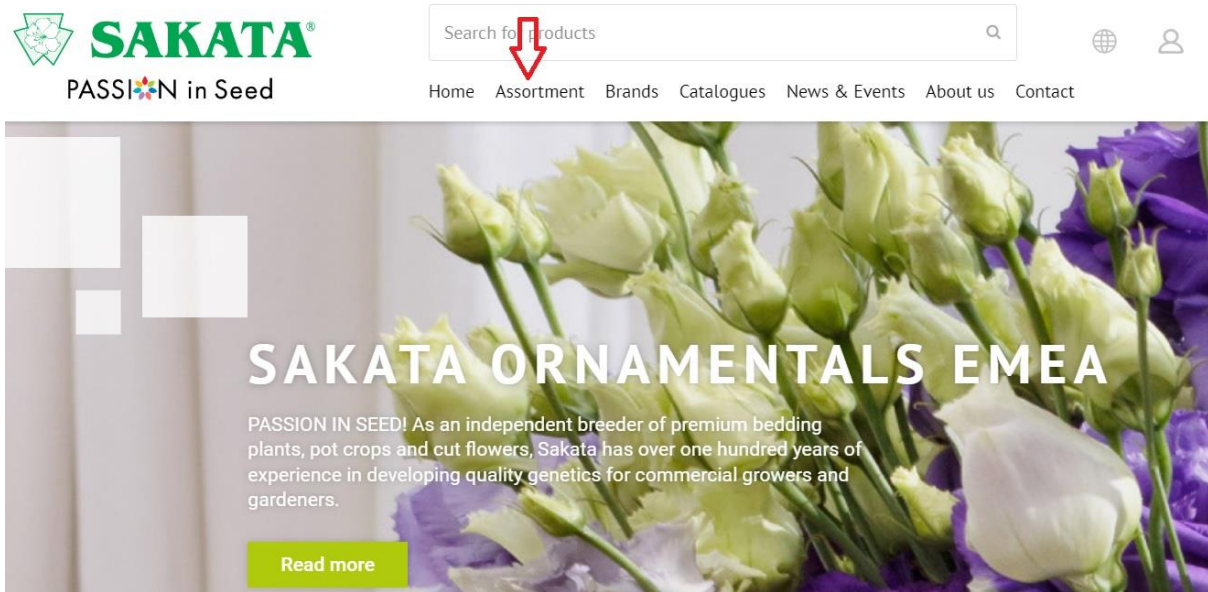 SAKATA®
PASSION in Seed
Search for products
Home Assortment Brands Catalogues News & Events About us Contact
SAKATA ORNAMENTALS EMEA
PASSION IN SEED! As an independent breeder of premium bedding
plants, pot crops and cut flowers, Sakata has over one hundred years of
experience in developing quality genetics for commercial growers and
gardeners.
Read more